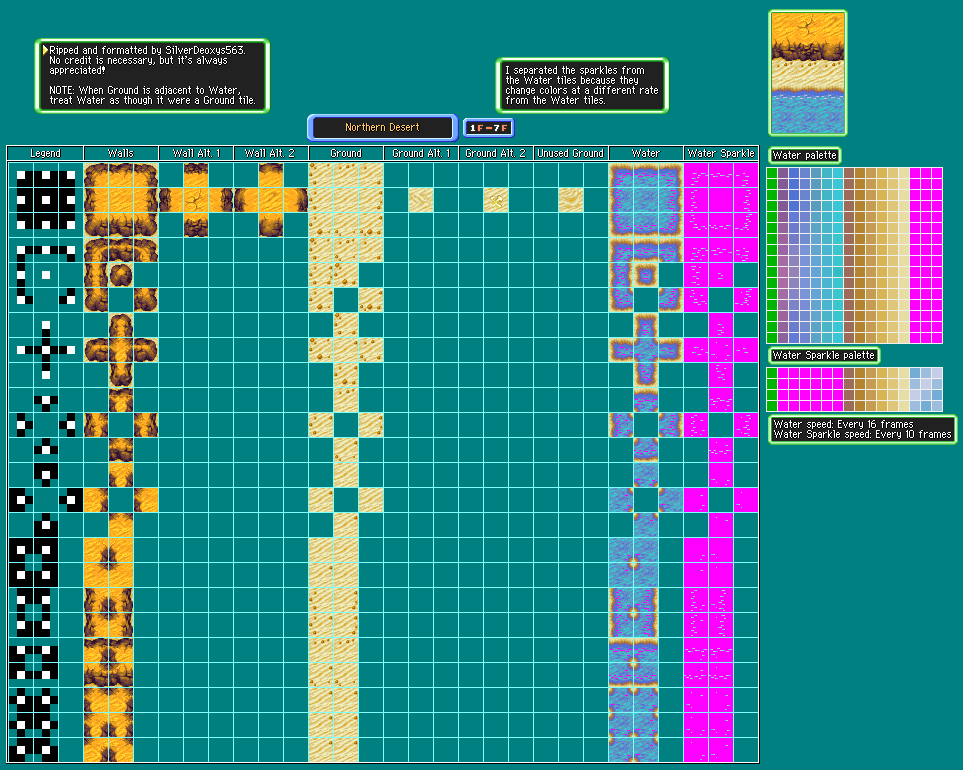 Ripped and formatted by SilverDeoxys563.
No credit is necessary, but it's always
appreciated!
NOTE: When Ground is adjacent to Water,
treat Water as though it were a Ground tile.
I separated the sparkles from
the Water tiles because they
change colors at a different rate
from the Water tiles.
Northern Desert
1F-7F
Legend Walls Wall Alt. 1 Wall Alt. 2 Ground Ground Alt. 1 Ground Alt. 2 Unused Ground Water Water Sparkle
Water palette
Water Sparkle palette
Water speed: Every 16 frames
Water Sparkle speed: Every 10 frames